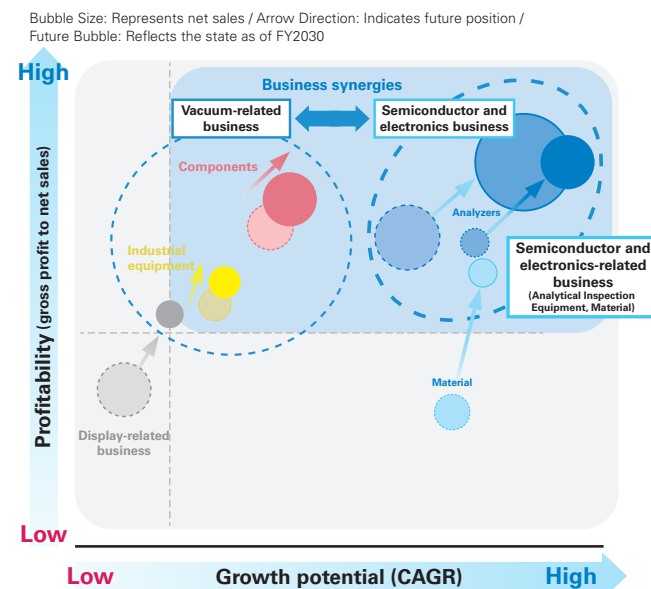 Bubble Size: Represents net sales / Arrow Direction: Indicates future position /
Future Bubble: Reflects the state as of FY2030
High
Business synergies
Vacuum-related
business
Semiconductor and
electronics business
Components
Analyzers
Industrial
equipment
Semiconductor and
electronics-related
business
(Analytical Inspection
Equipment, Material)
Profitability (gross profit to net sales)
Material
Display-related
business
Low
Low
Growth potential (CAGR)
High